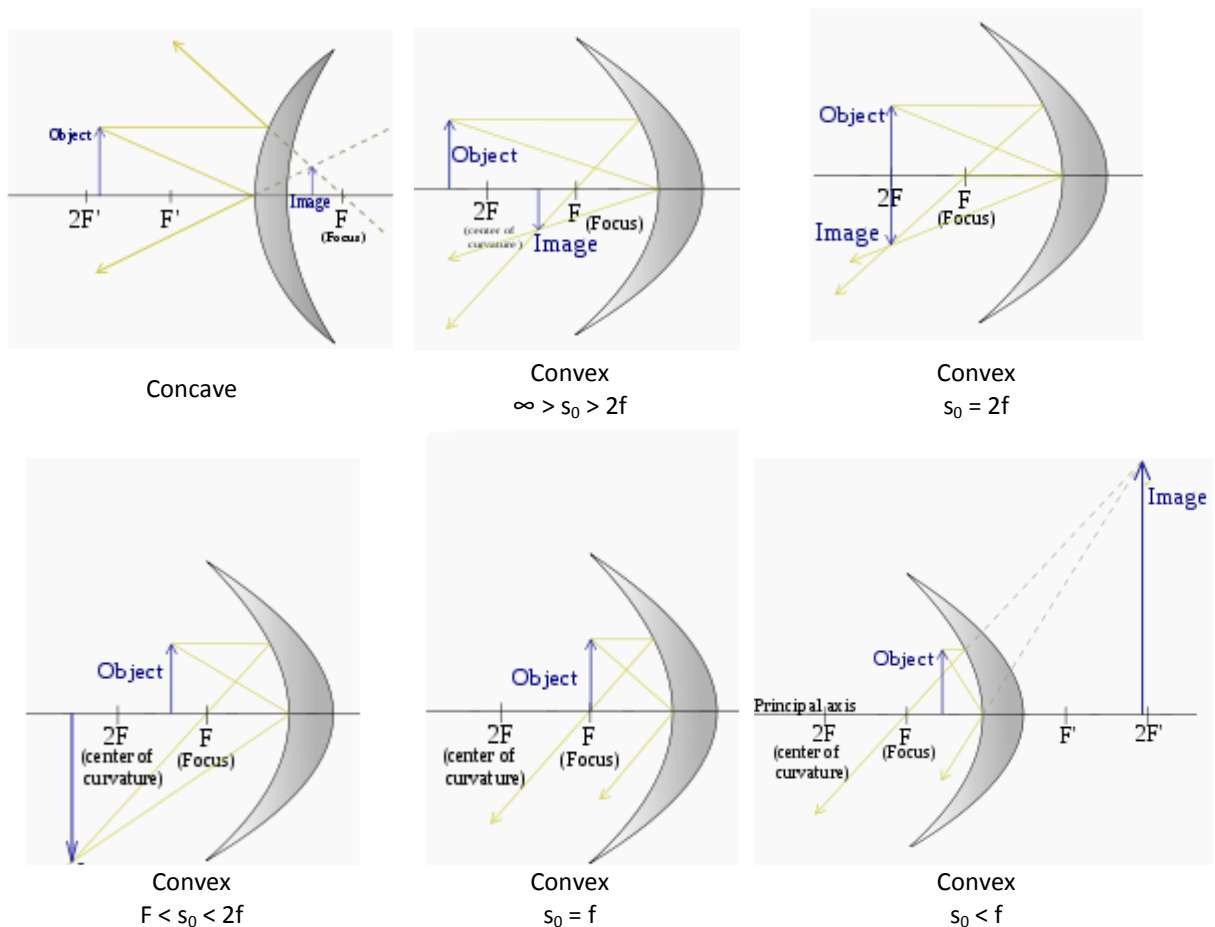 Object
2F'
F'
Image
F
(Focus)
Concave
Object
2F
(center of
curvature )
F
(Focus)
Image
Convex
∞ > s₀ > 2f
Object
2F
F
(Focus)
Image
Convex
s₀ = 2f
Object
2F
(center of
curvature)
F
(Focus)
Convex
F < s₀ < 2f
Object
2F
(center of
curvature)
F
(Focus)
Convex
s₀ = f
Image
Object
Principal axis
2F
(center of
curvature)
F
(Focus)
F'
2F'
Convex
s₀ < f